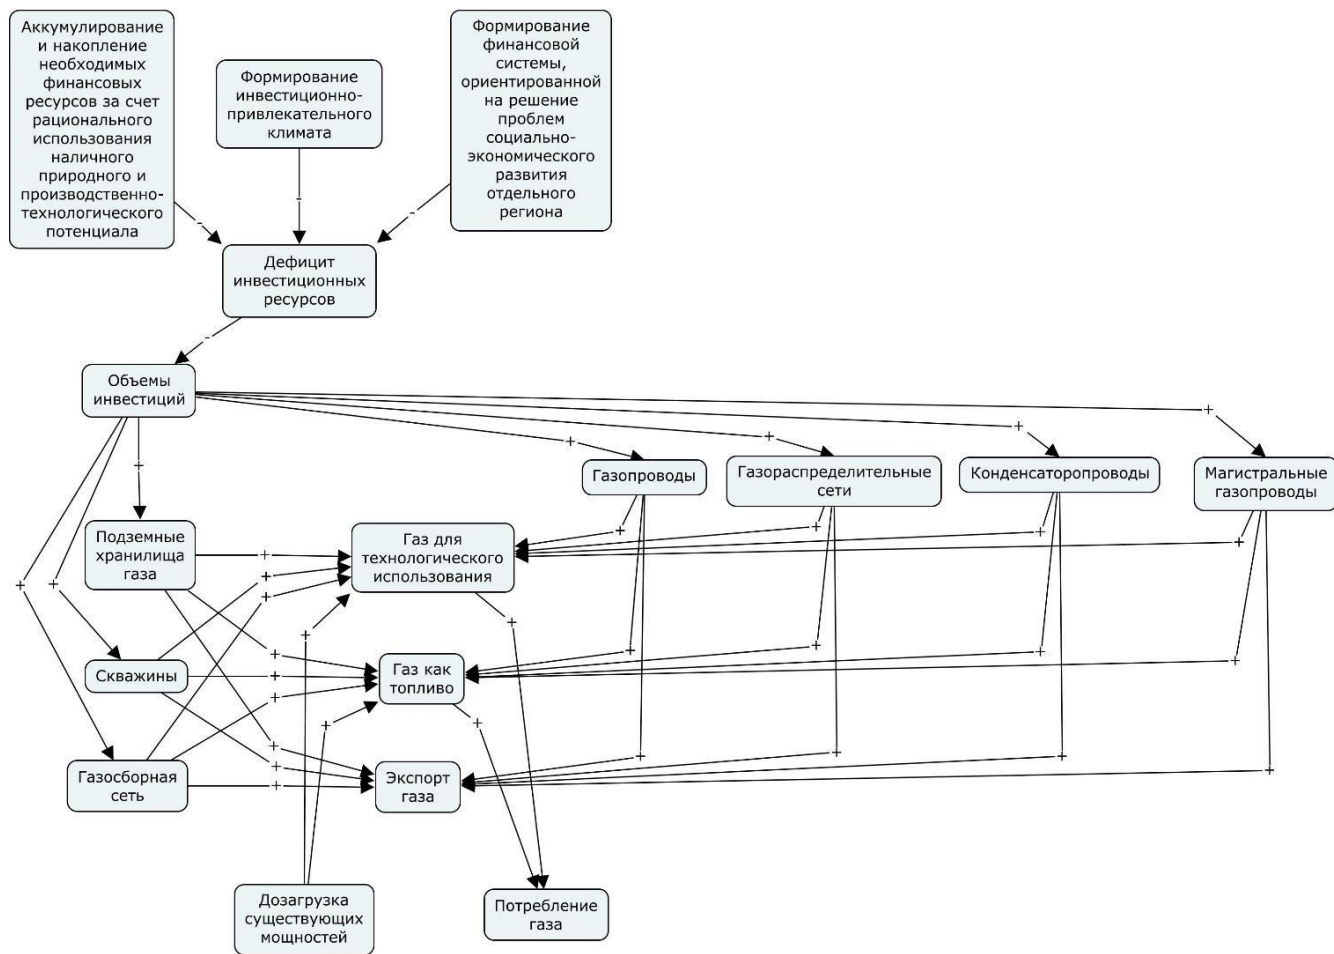 Аккумулирование
и накопление
необходимых
финансовых
ресурсов за счет
рационального
использования
наличного
природного и
производственно-
технологического
потенциала
Формирование
инвестиционно-
привлекательного
климата
Формирование
финансовой
системы,
ориентированной
на решение
проблем
социально-
экономического
развития
отдельного
региона
-
-
-
Дефицит
инвестиционных
ресурсов
-
Объемы
инвестиций
+
+
+
+
+
Газопроводы
Газораспределительные
сети
Конденсаторопроводы
Магистральные
газопроводы
Подземные
хранилища
газа
Газ для
технологического
использования
+
+
+
+
+
+
+
+
+
+
+
+
Скважины
Газ как
топливо
+
+
+
+
+
+
+
+
+
+
Газосборная
сеть
Экспорт
газа
+
+
+
+
+
+
+
Дозагрузка
существующих
мощностей
Потребление
газа